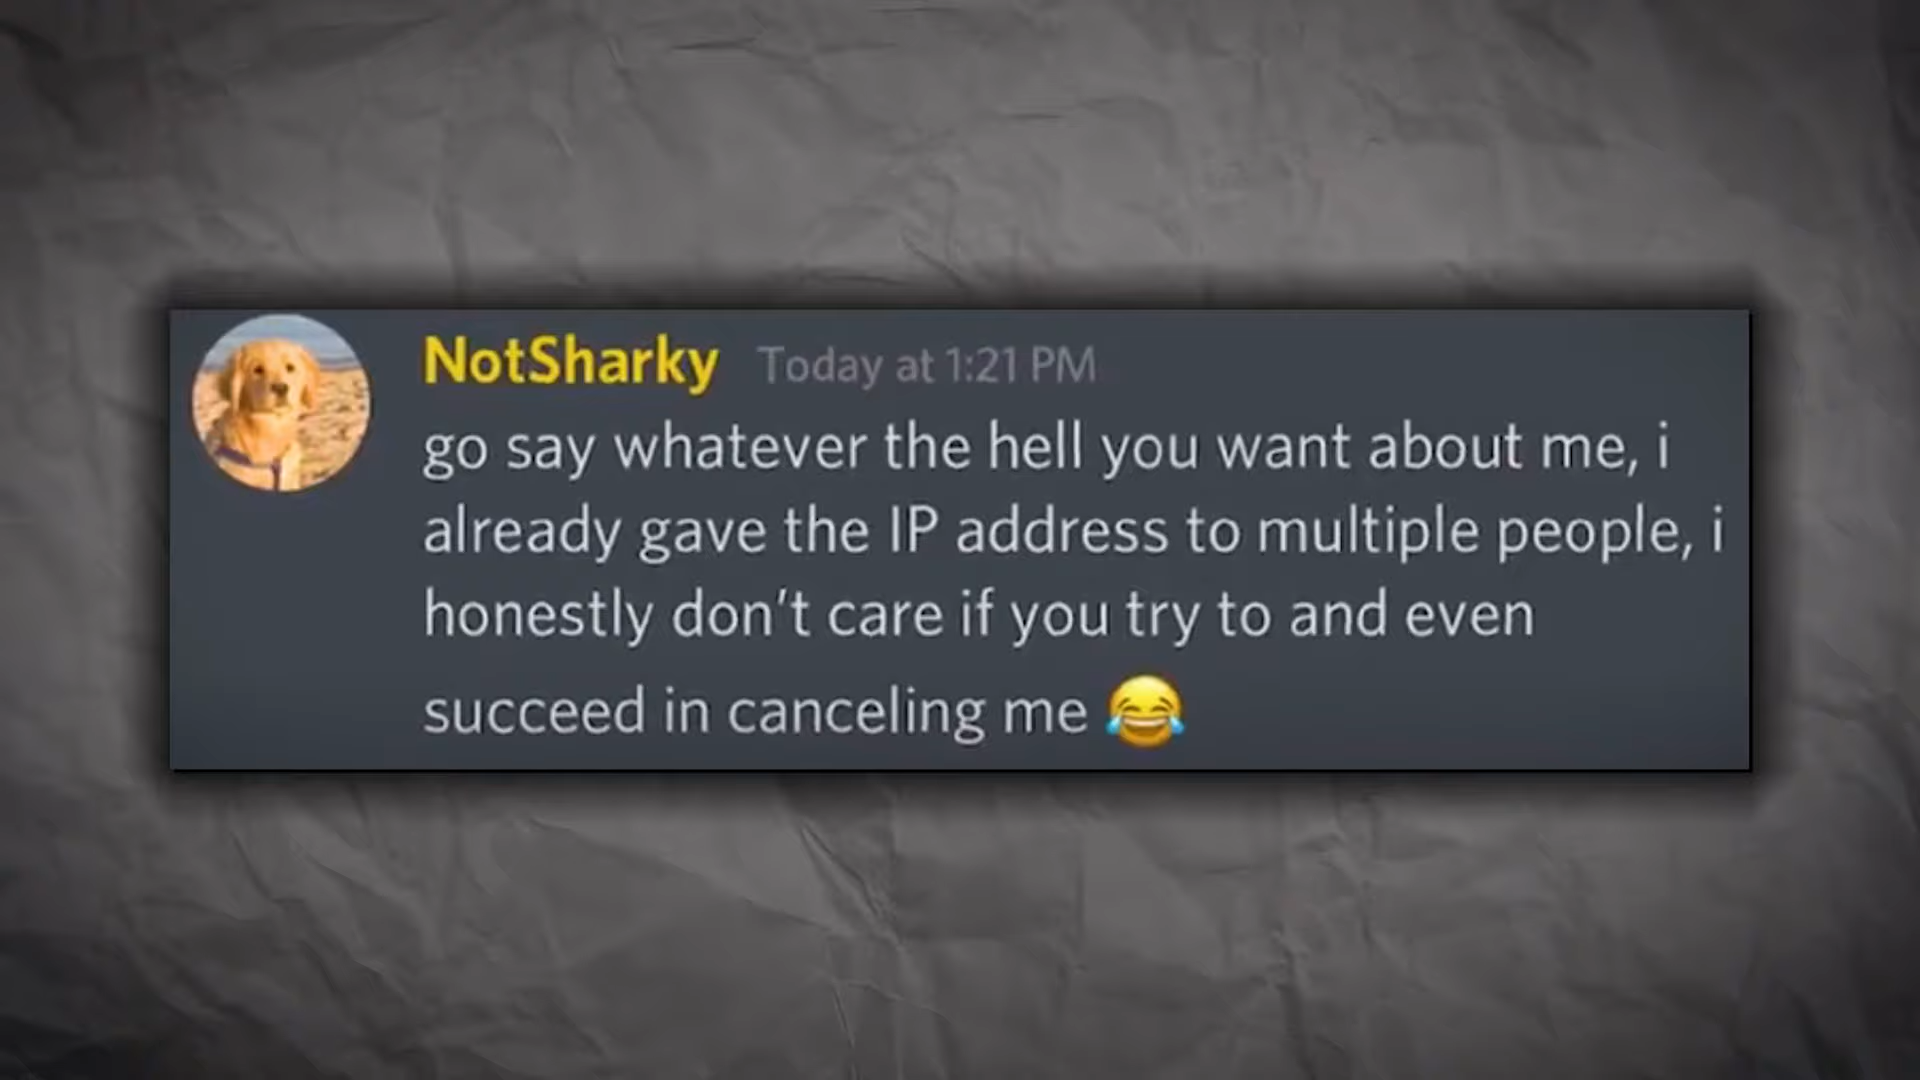 NotSharky Today at 1:21 PM
go say whatever the hell you want about me, i
already gave the IP address to multiple people, i
honestly don't care if you try to and even
succeed in canceling me 😂